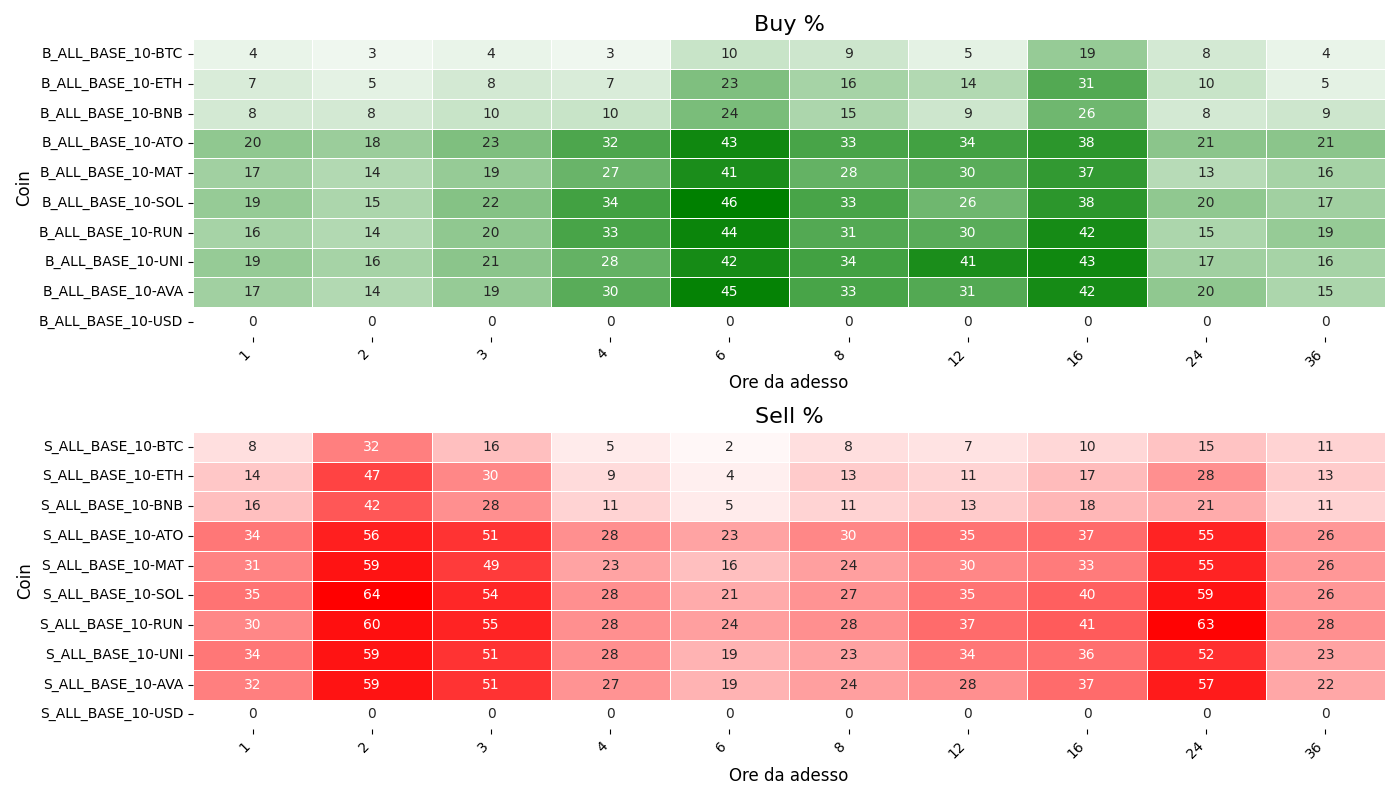 Buy %
Coin
B_ALL_BASE_10-BTC 4 3 4 3 10 9 5 19 8 4
B_ALL_BASE_10-ETH 7 5 8 7 23 16 14 31 10 5
B_ALL_BASE_10-BNB 8 8 10 10 24 15 9 26 8 9
B_ALL_BASE_10-ATO 20 18 23 32 43 33 34 38 21 21
B_ALL_BASE_10-MAT 17 14 19 27 41 28 30 37 13 16
B_ALL_BASE_10-SOL 19 15 22 34 46 33 26 38 20 17
B_ALL_BASE_10-RUN 16 14 20 33 44 31 30 42 15 19
B_ALL_BASE_10-UNI 19 16 21 28 42 34 41 43 17 16
B_ALL_BASE_10-AVA 17 14 19 30 45 33 31 42 20 15
B_ALL_BASE_10-USD 0 0 0 0 0 0 0 0 0 0
1 2 3 4 6 8 12 16 24 36
Ore da adesso
Sell %
Coin
S_ALL_BASE_10-BTC 8 32 16 5 2 8 7 10 15 11
S_ALL_BASE_10-ETH 14 47 30 9 4 13 11 17 28 13
S_ALL_BASE_10-BNB 16 42 28 11 5 11 13 18 21 11
S_ALL_BASE_10-ATO 34 56 51 28 23 30 35 37 55 26
S_ALL_BASE_10-MAT 31 59 49 23 16 24 30 33 55 26
S_ALL_BASE_10-SOL 35 64 54 28 21 27 35 40 59 26
S_ALL_BASE_10-RUN 30 60 55 28 24 28 37 41 63 28
S_ALL_BASE_10-UNI 34 59 51 28 19 23 34 36 52 23
S_ALL_BASE_10-AVA 32 59 51 27 19 24 28 37 57 22
S_ALL_BASE_10-USD 0 0 0 0 0 0 0 0 0 0
1 2 3 4 6 8 12 16 24 36
Ore da adesso